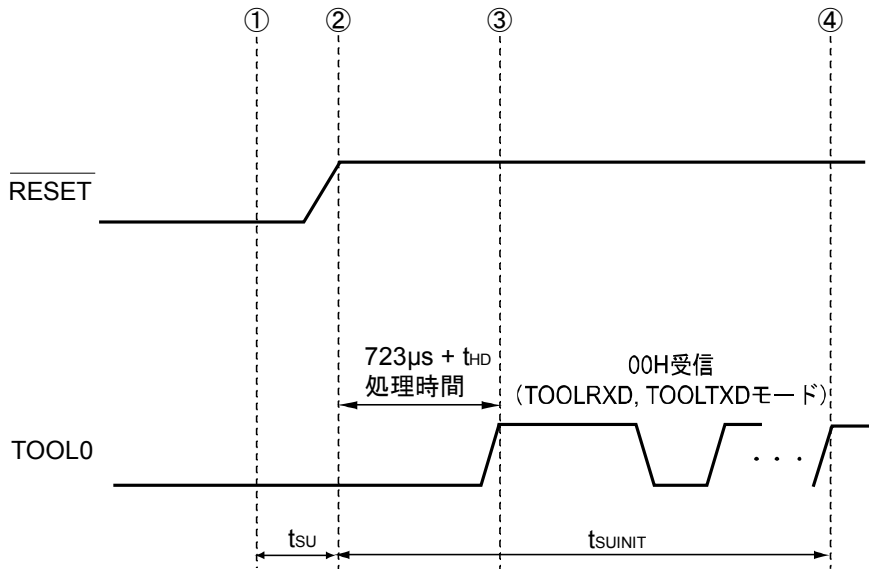 ① ② ③ ④
RESET
723µs + tHD
処理時間
00H受信
(TOOLRXD, TOOLTXDモード)
TOOL0
. . .
tSU
tSUINIT